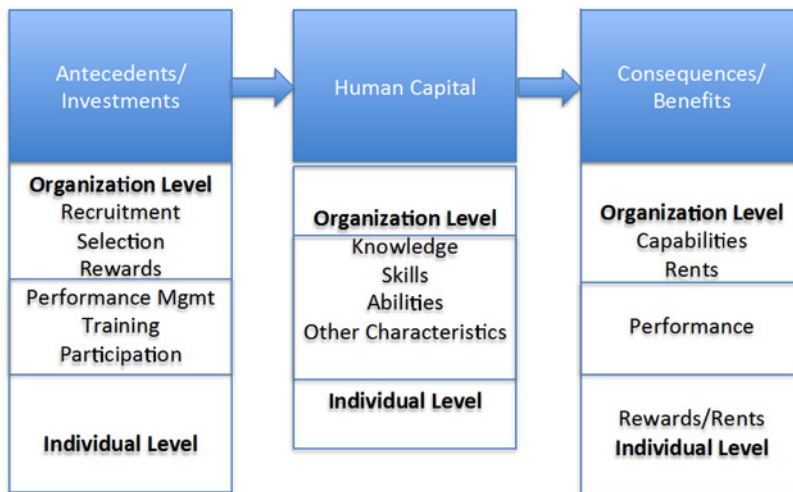 Antecedents/
Investments
Organization Level
Recruitment
Selection
Rewards
Performance Mgmt
Training
Participation
Individual Level
Human Capital
Organization Level
Knowledge
Skills
Abilities
Other Characteristics
Individual Level
Consequences/
Benefits
Organization Level
Capabilities
Rents
Performance
Rewards/Rents
Individual Level